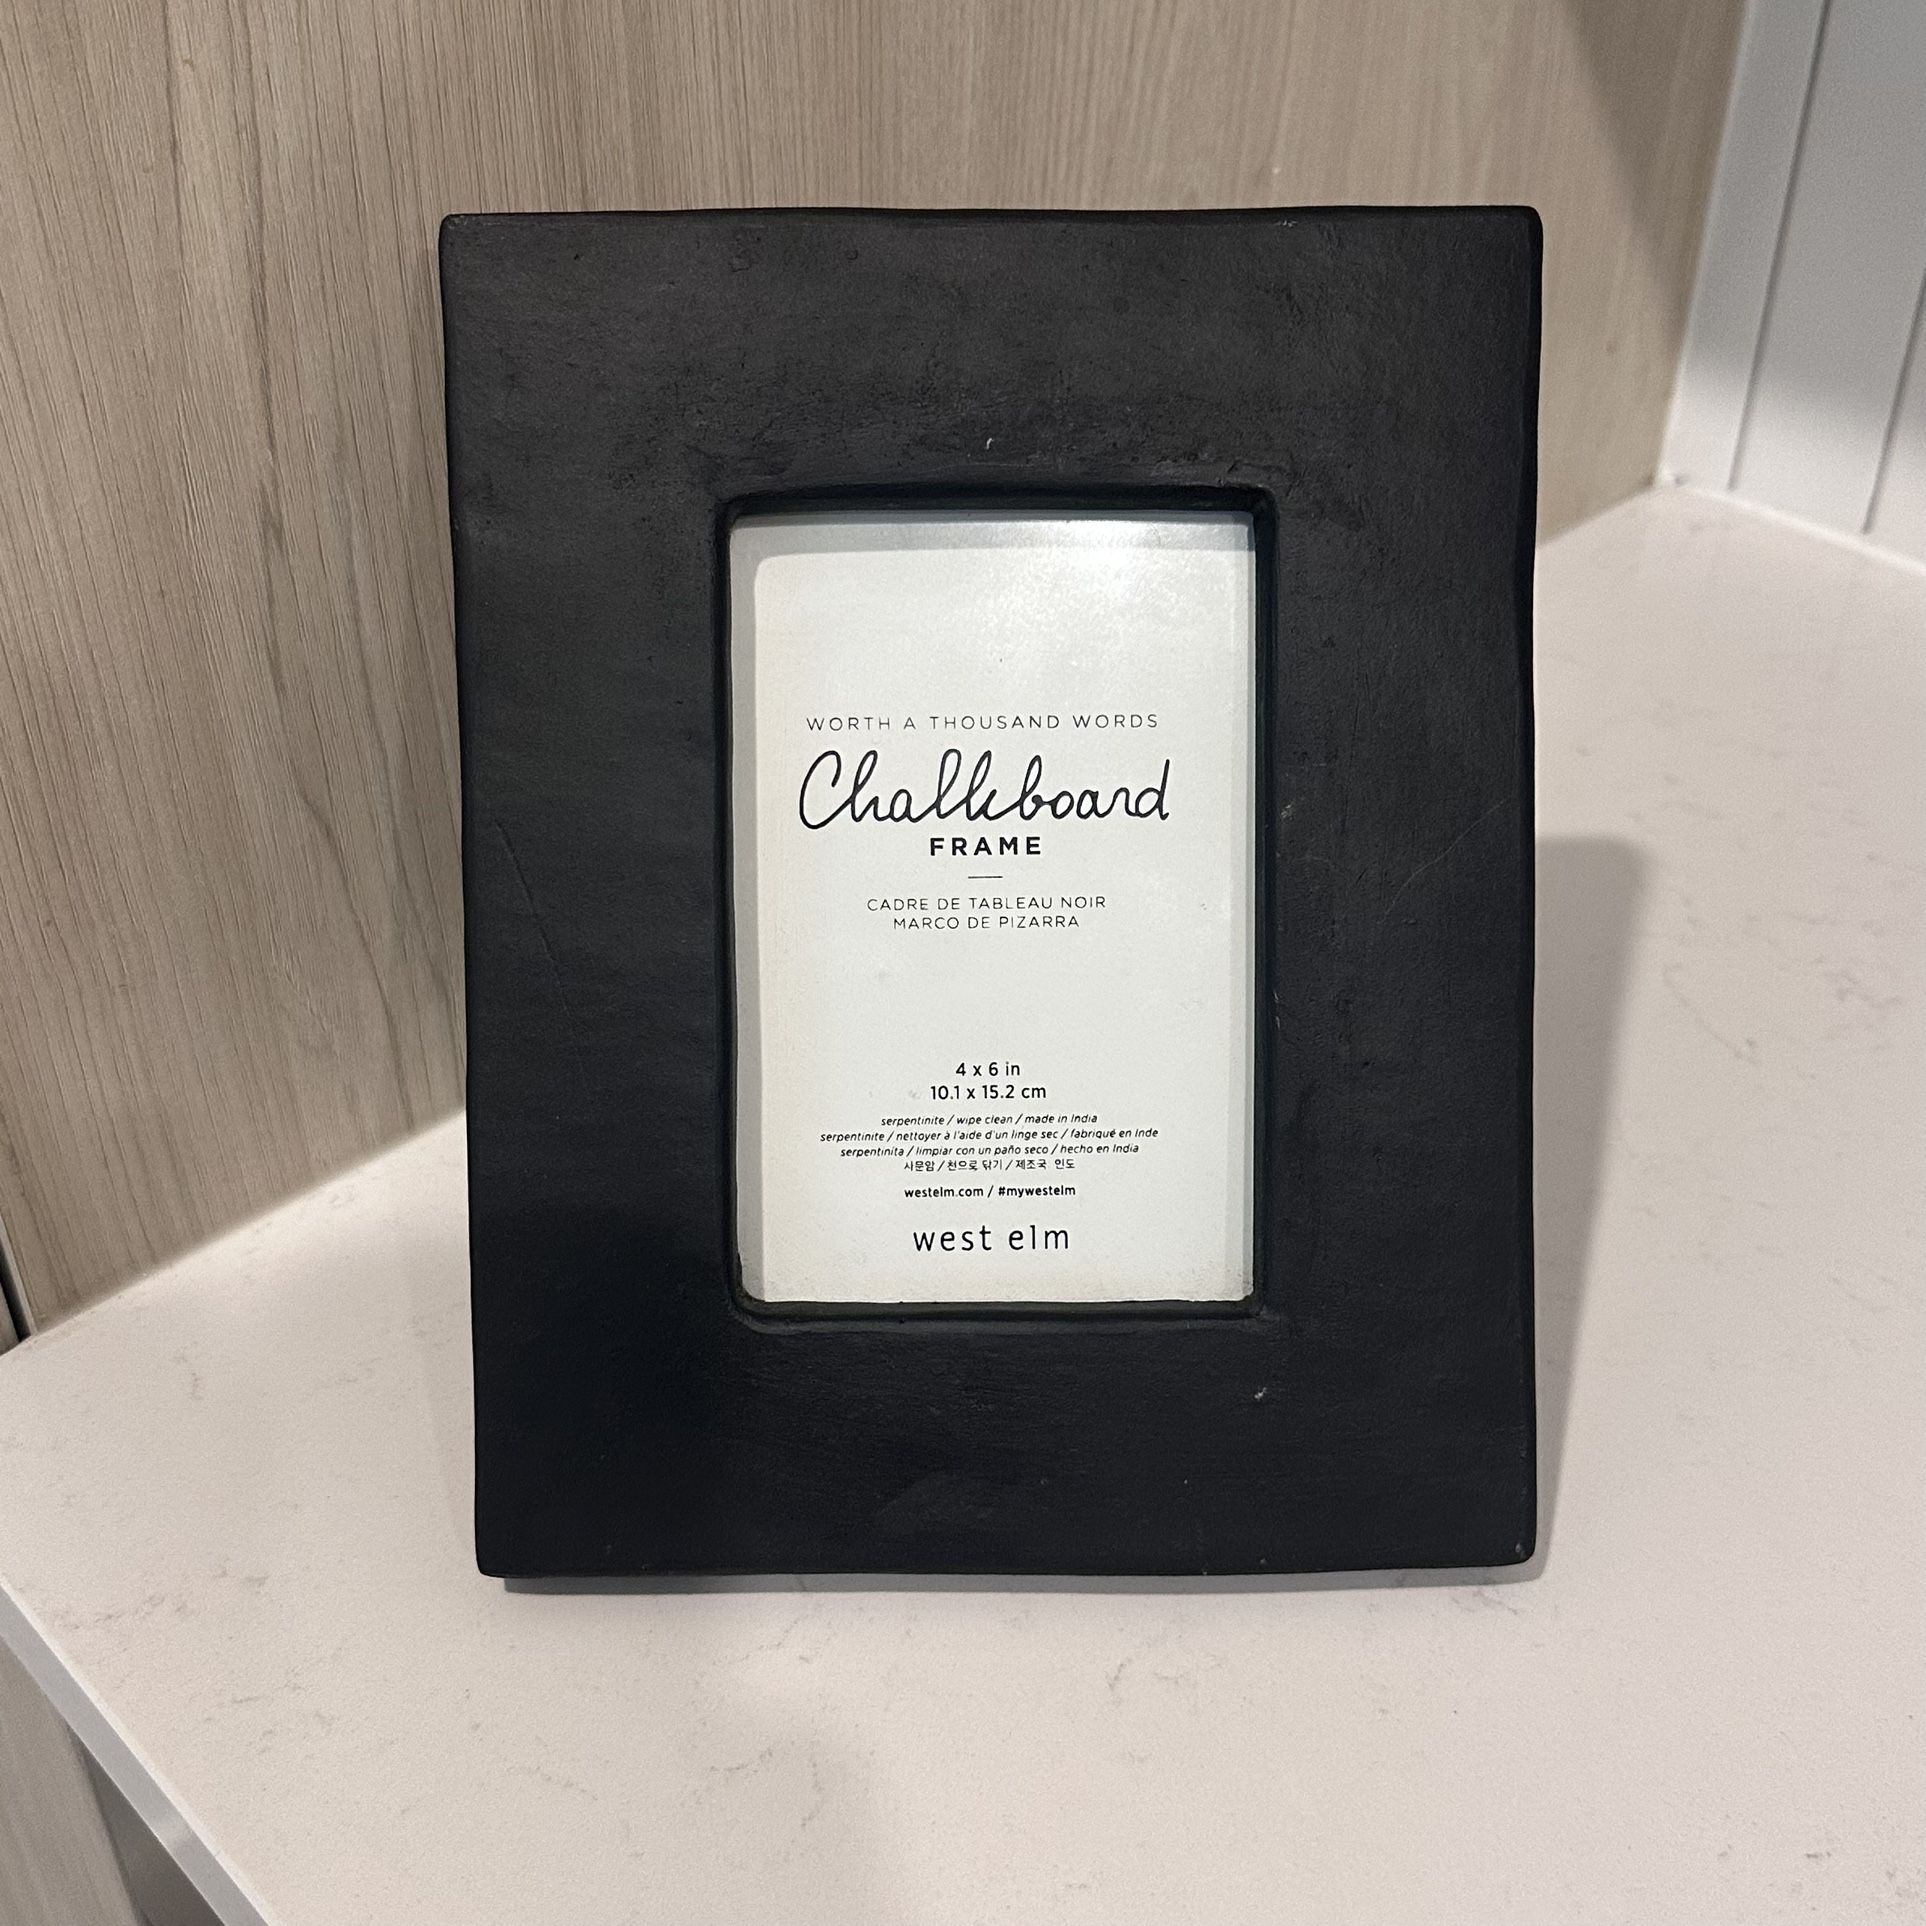 WORTH A THOUSAND WORDS
Chalkboard
FRAME
CADRE DE TABLEAU NOIR
MARCO DE PIZARRA
4 x 6 in
10.1 x 15.2 cm
serpentinite / wipe clean / made in India
serpentinite / nettoyer à l'aide d'un linge sec / fabriqué en Inde
serpentinita / limpiar con un paño seco / hecho en India
사문암 / 천으로 닦기 / 제조국 인도
westelm.com / #mywestelm
west elm